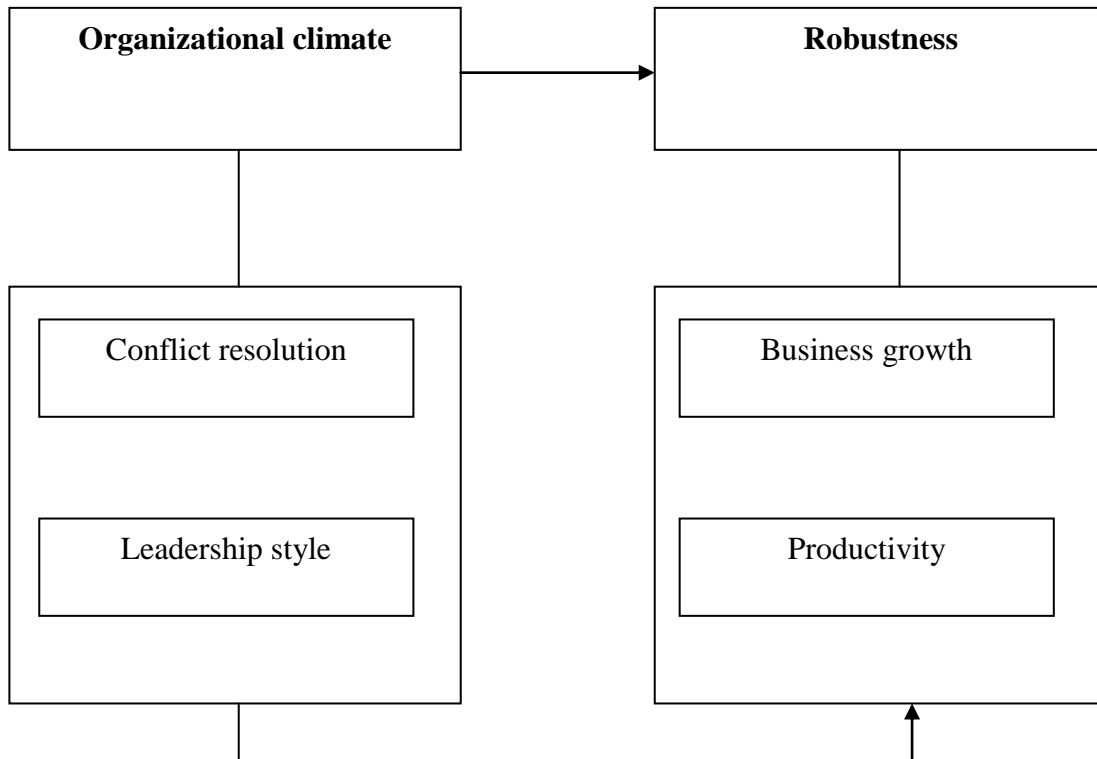 Organizational climate
Robustness
Conflict resolution
Business growth
Leadership style
Productivity